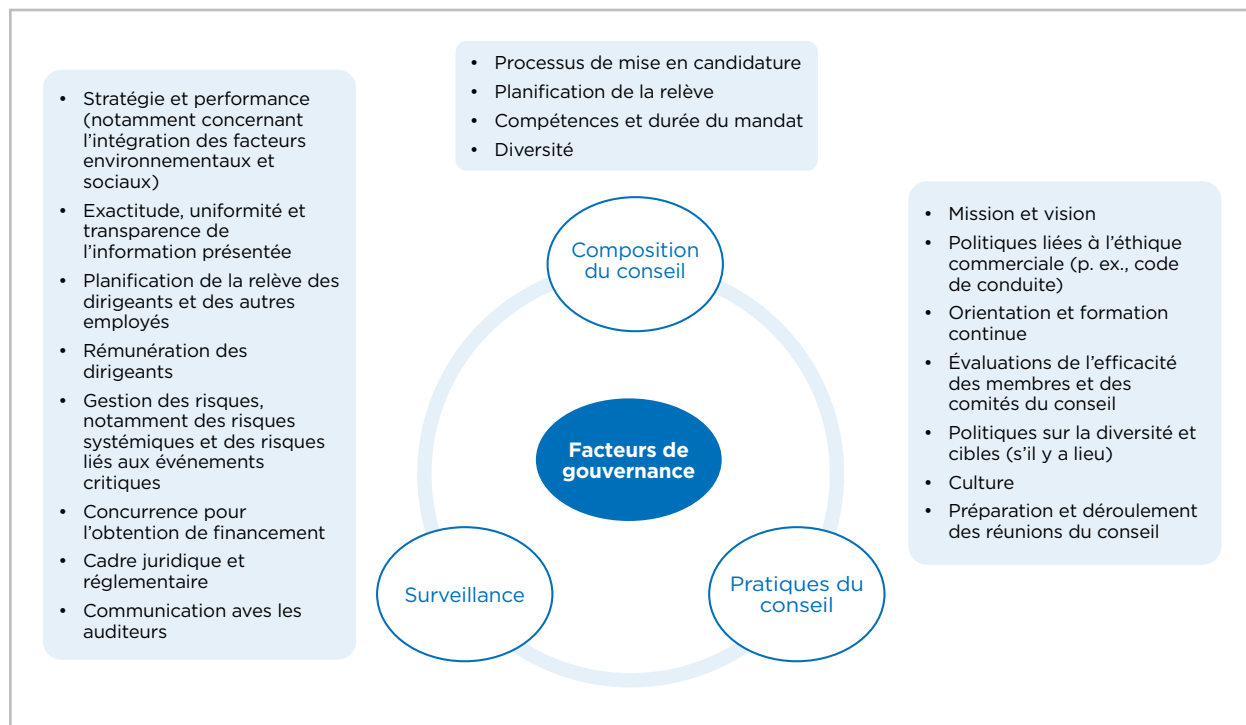 • Processus de mise en candidature
• Planification de la relève
• Compétences et durée du mandat
• Diversité
• Stratégie et performance
(notamment concernant
l’intégration des facteurs
environnementaux et
sociaux)
• Exactitude, uniformité et
transparence de
l’information présentée
• Planification de la relève des
dirigeants et des autres
employés
• Rémunération des
dirigeants
• Gestion des risques,
notamment des risques
systémiques et des risques
liés aux événements
critiques
• Concurrence pour
l’obtention de financement
• Cadre juridique et
réglementaire
• Communication aves les
auditeurs
Composition
du conseil
Facteurs de
gouvernance
Surveillance
Pratiques du
conseil
• Mission et vision
• Politiques liées à l’éthique
commerciale (p. ex., code
de conduite)
• Orientation et formation
continue
• Évaluations de l’efficacité
des membres et des
comités du conseil
• Politiques sur la diversité et
cibles (s’il y a lieu)
• Culture
• Préparation et déroulement
des réunions du conseil